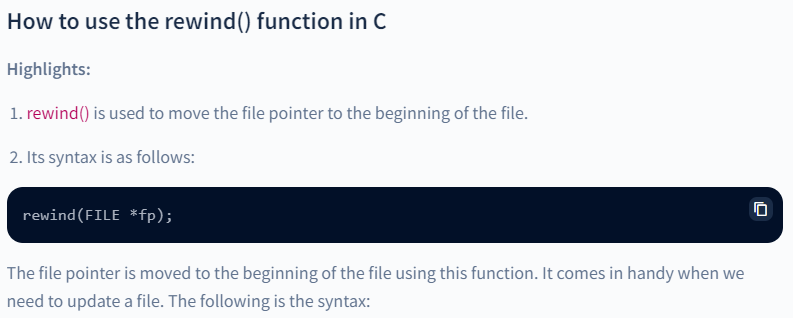 How to use the rewind() function in C
Highlights:
1. rewind() is used to move the file pointer to the beginning of the file.
2. Its syntax is as follows:
rewind(FILE *fp);
The file pointer is moved to the beginning of the file using this function. It comes in handy when we
need to update a file. The following is the syntax: